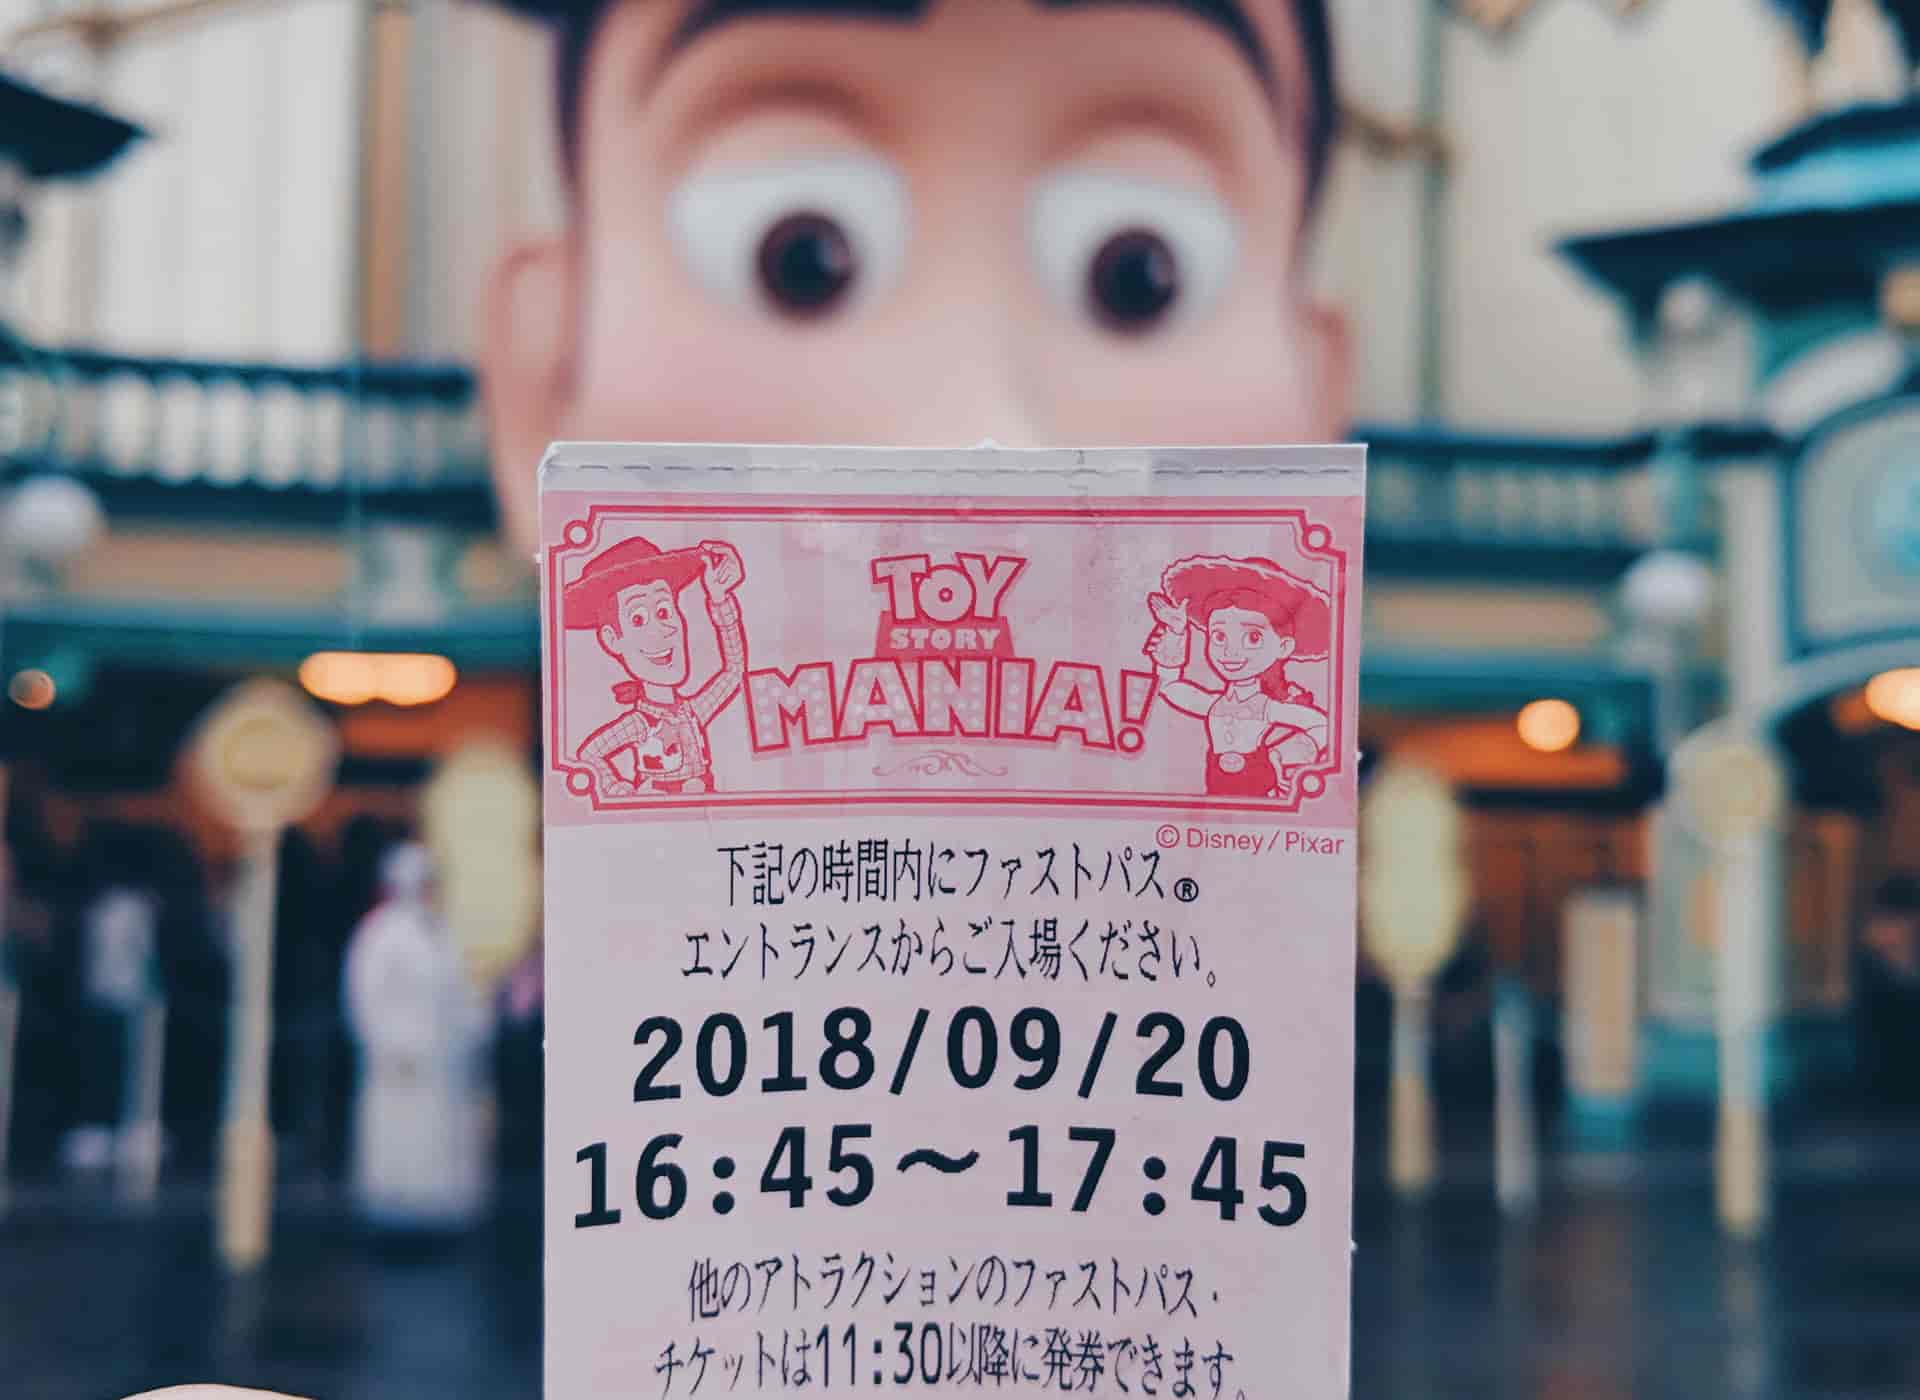 TOY
STORY
MANIA!
© Disney / Pixar
下記の時間内にファストパス®
エントランスからご入場ください。
2018/09/20
16:45～17:45
他のアトラクションのファストパス・
チケットは11:30以降に発券できます。